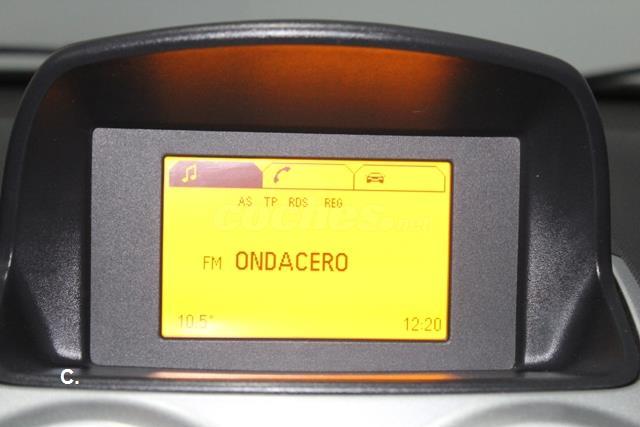 AS TP RDS REG
coches.net
FM ONDACERO
10.5° 12:20
C.